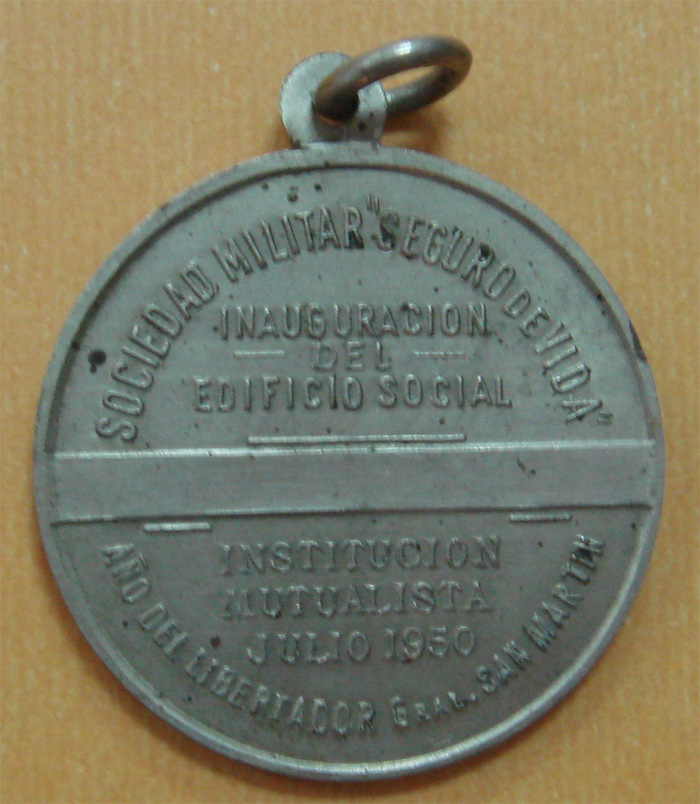 SOCIEDAD MILITAR "SEGURO DE VIDA"
INAUGURACION
DEL
EDIFICIO SOCIAL
INSTITUCION
MUTUALISTA
JULIO 1950
AÑO DEL LIBERTADOR GRAL. SAN MARTIN